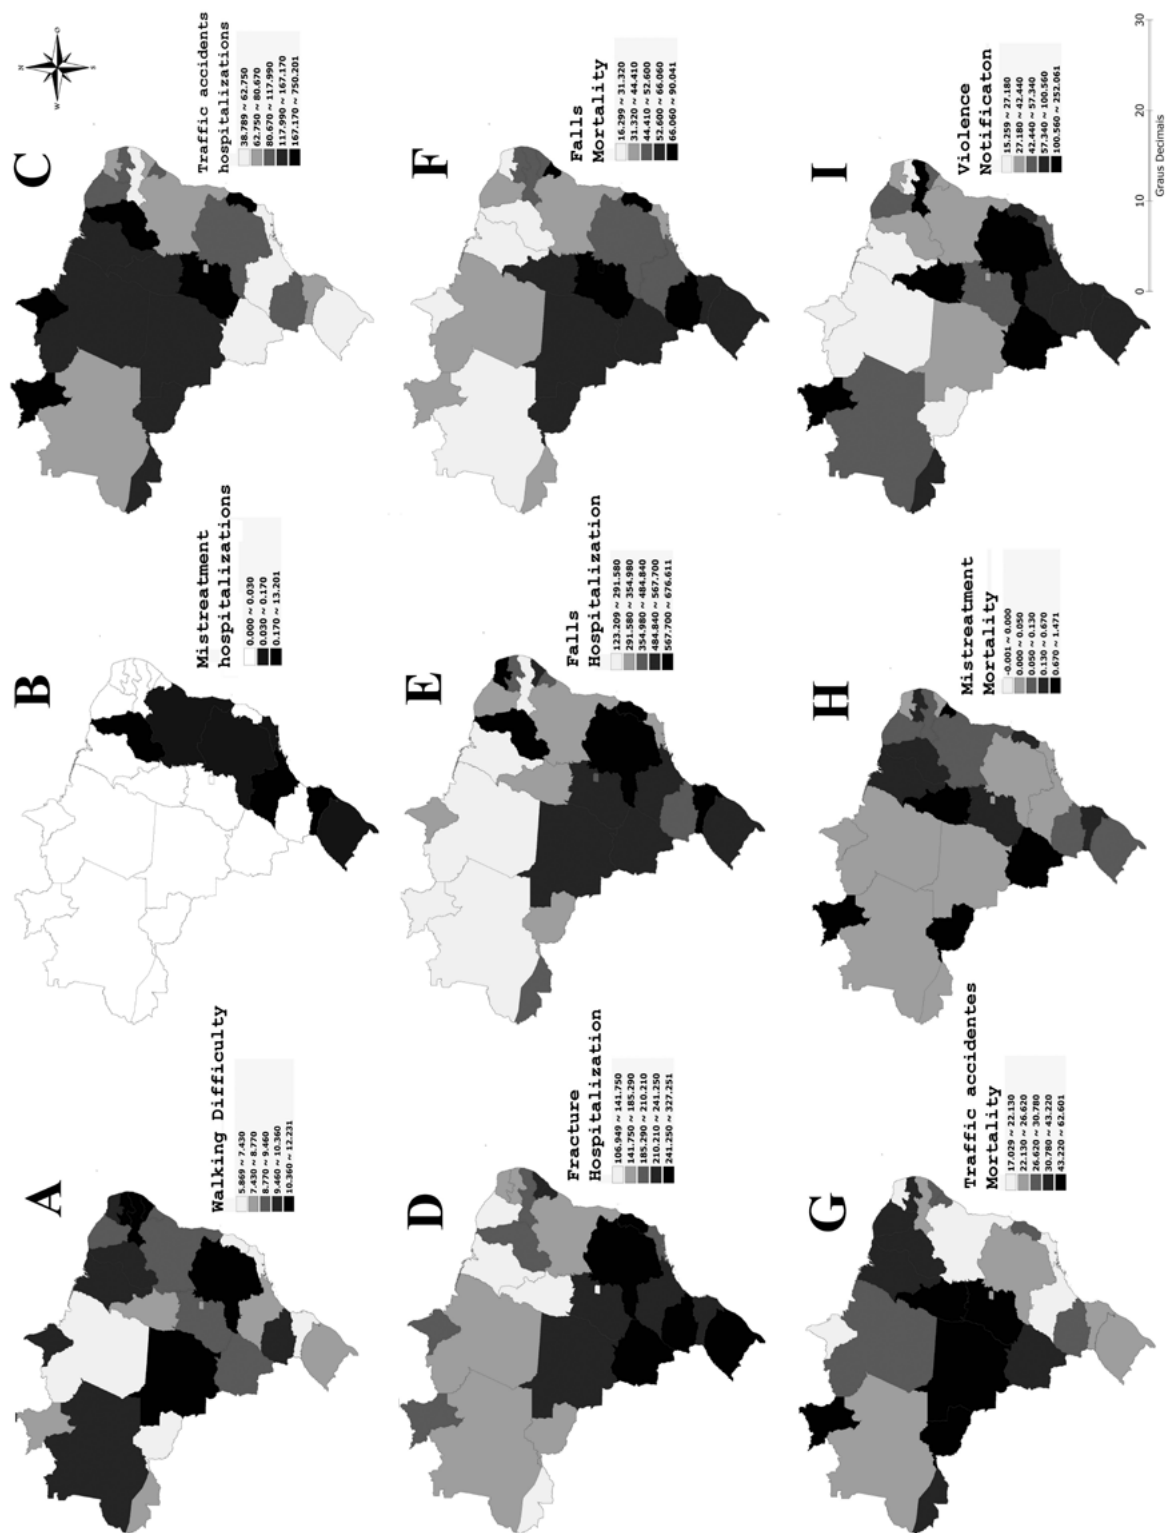 A
Walking Difficulty
5.869 ~ 7.430
7.430 ~ 8.770
8.770 ~ 9.460
9.460 ~ 10.360
10.360 ~ 12.231
B
Mistreatment
hospitalizations
0.000 ~ 0.030
0.030 ~ 0.170
0.170 ~ 13.201
C
N
W
O
S
Traffic accidents
hospitalizations
38.789 ~ 62.750
62.750 ~ 80.670
80.670 ~ 117.990
117.990 ~ 167.170
167.170 ~ 750.201
D
Fracture
Hospitalization
106.949 ~ 141.750
141.750 ~ 185.290
185.290 ~ 210.210
210.210 ~ 241.250
241.250 ~ 327.251
E
Falls
Hospitalization
123.209 ~ 291.580
291.580 ~ 354.980
354.980 ~ 484.840
484.840 ~ 567.700
567.700 ~ 676.611
F
Falls
Mortality
16.299 ~ 31.320
31.320 ~ 44.410
44.410 ~ 52.600
52.600 ~ 66.060
66.060 ~ 90.041
G
Traffic accidentes
Mortality
17.029 ~ 22.130
22.130 ~ 26.620
26.620 ~ 30.780
30.780 ~ 43.220
43.220 ~ 62.601
H
Mistreatment
Mortality
-0.001 ~ 0.000
0.000 ~ 0.050
0.050 ~ 0.130
0.130 ~ 0.670
0.670 ~ 1.471
I
Violence
Notificaton
15.259 ~ 27.180
27.180 ~ 42.440
42.440 ~ 57.340
57.340 ~ 100.560
100.560 ~ 252.061
0 10 20 30
Graus Decimais